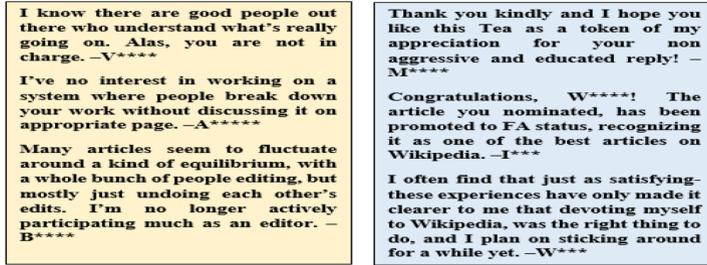 I know there are good people out
there who understand what's really
going on. Alas, you are not in
charge. –V****
I've no interest in working on a
system where people break down
your work without discussing it on
appropriate page. –A*****
Many articles seem to fluctuate
around a kind of equilibrium, with
a whole bunch of people editing, but
mostly just undoing each other's
edits. I'm no longer actively
participating much as an editor. –
B****
Thank you kindly and I hope you
like this Tea as a token of my
appreciation for your non
aggressive and educated reply! –
M****
Congratulations, W****! The
article you nominated, has been
promoted to FA status, recognizing
it as one of the best articles on
Wikipedia. –I***
I often find that just as satisfying-
these experiences have only made it
clearer to me that devoting myself
to Wikipedia, was the right thing to
do, and I plan on sticking around
for a while yet. –W***